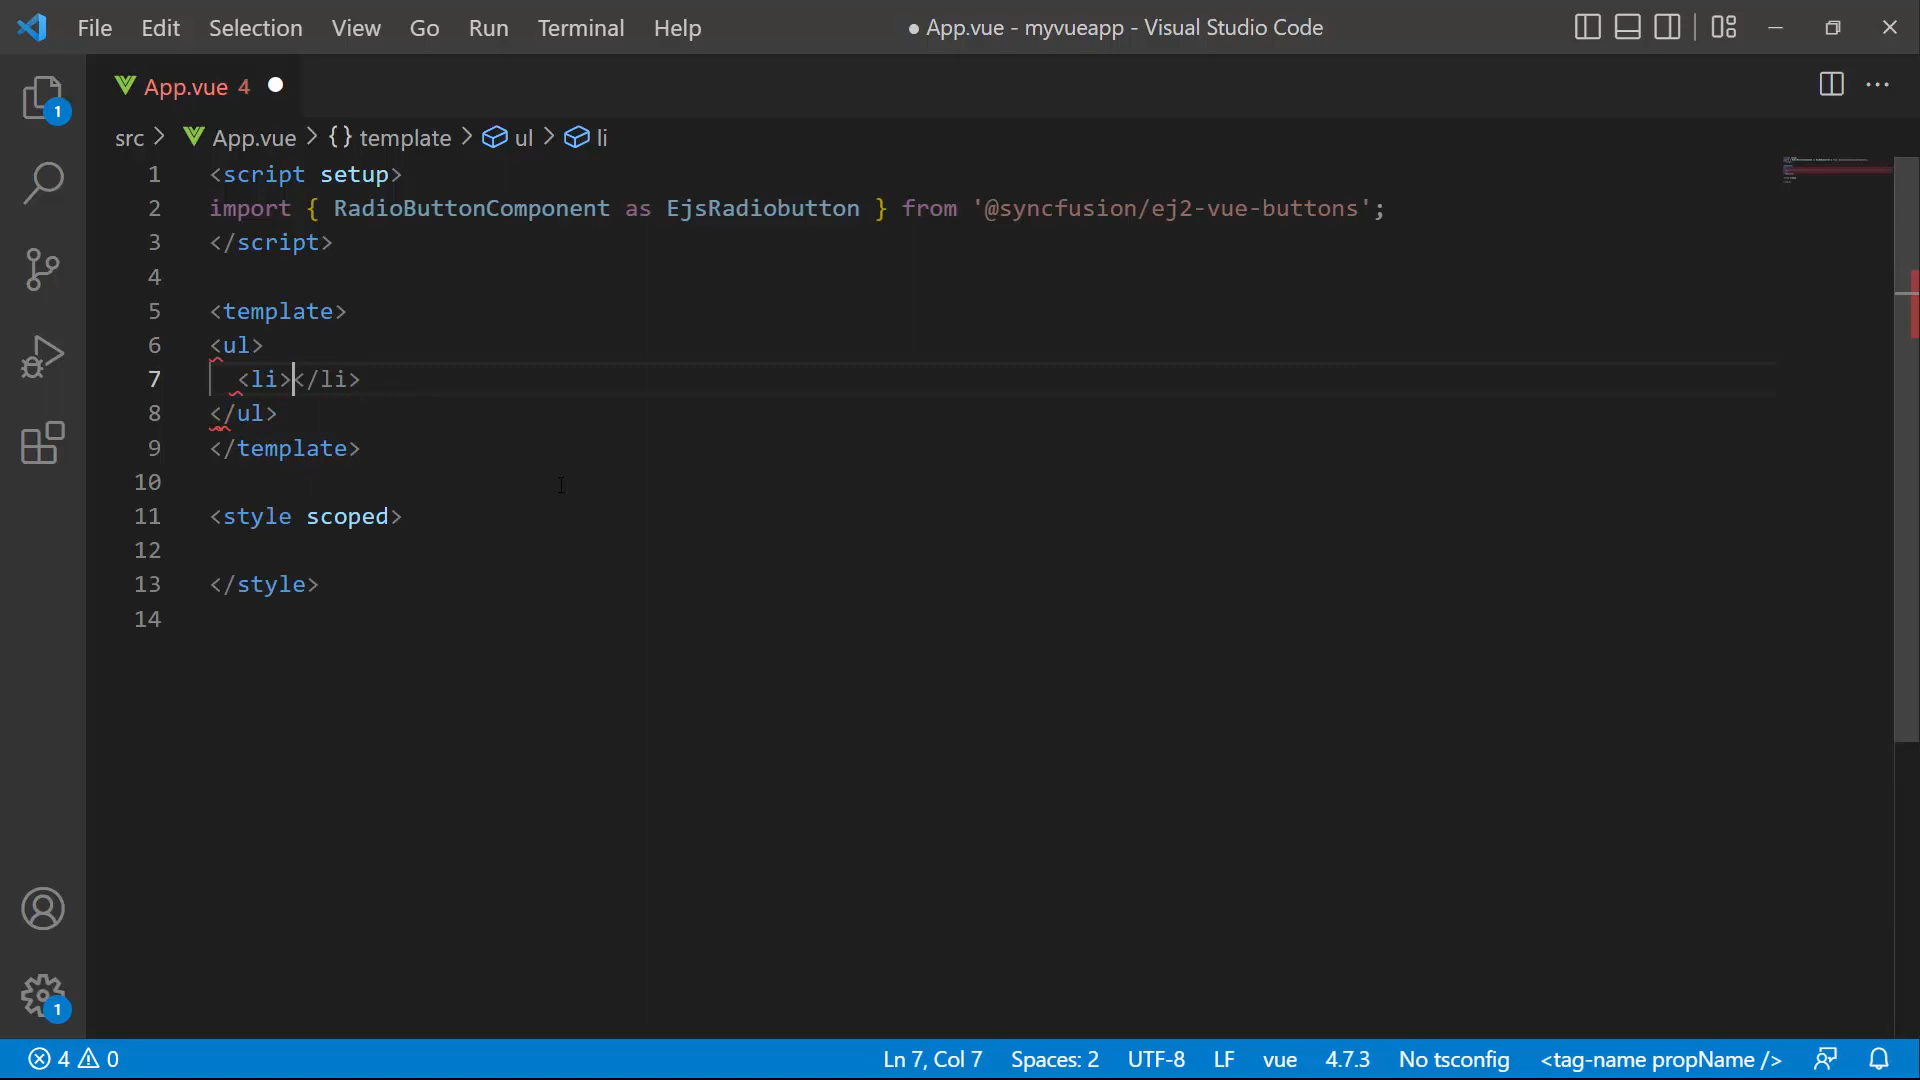 File Edit Selection View Go Run Terminal Help
● App.vue - myvueapp - Visual Studio Code
App.vue 4
src > App.vue > {} template > ul > li
1 <script setup>
2 import { RadioButtonComponent as EjsRadiobutton } from '@syncfusion/ej2-vue-buttons';
3 </script>
4
5 <template>
6 <ul>
7   <li></li>
8 </ul>
9 </template>
10
11 <style scoped>
12
13 </style>
14
1
1
4 0 Ln 7, Col 7 Spaces: 2 UTF-8 LF vue 4.7.3 No tsconfig <tag-name propName />